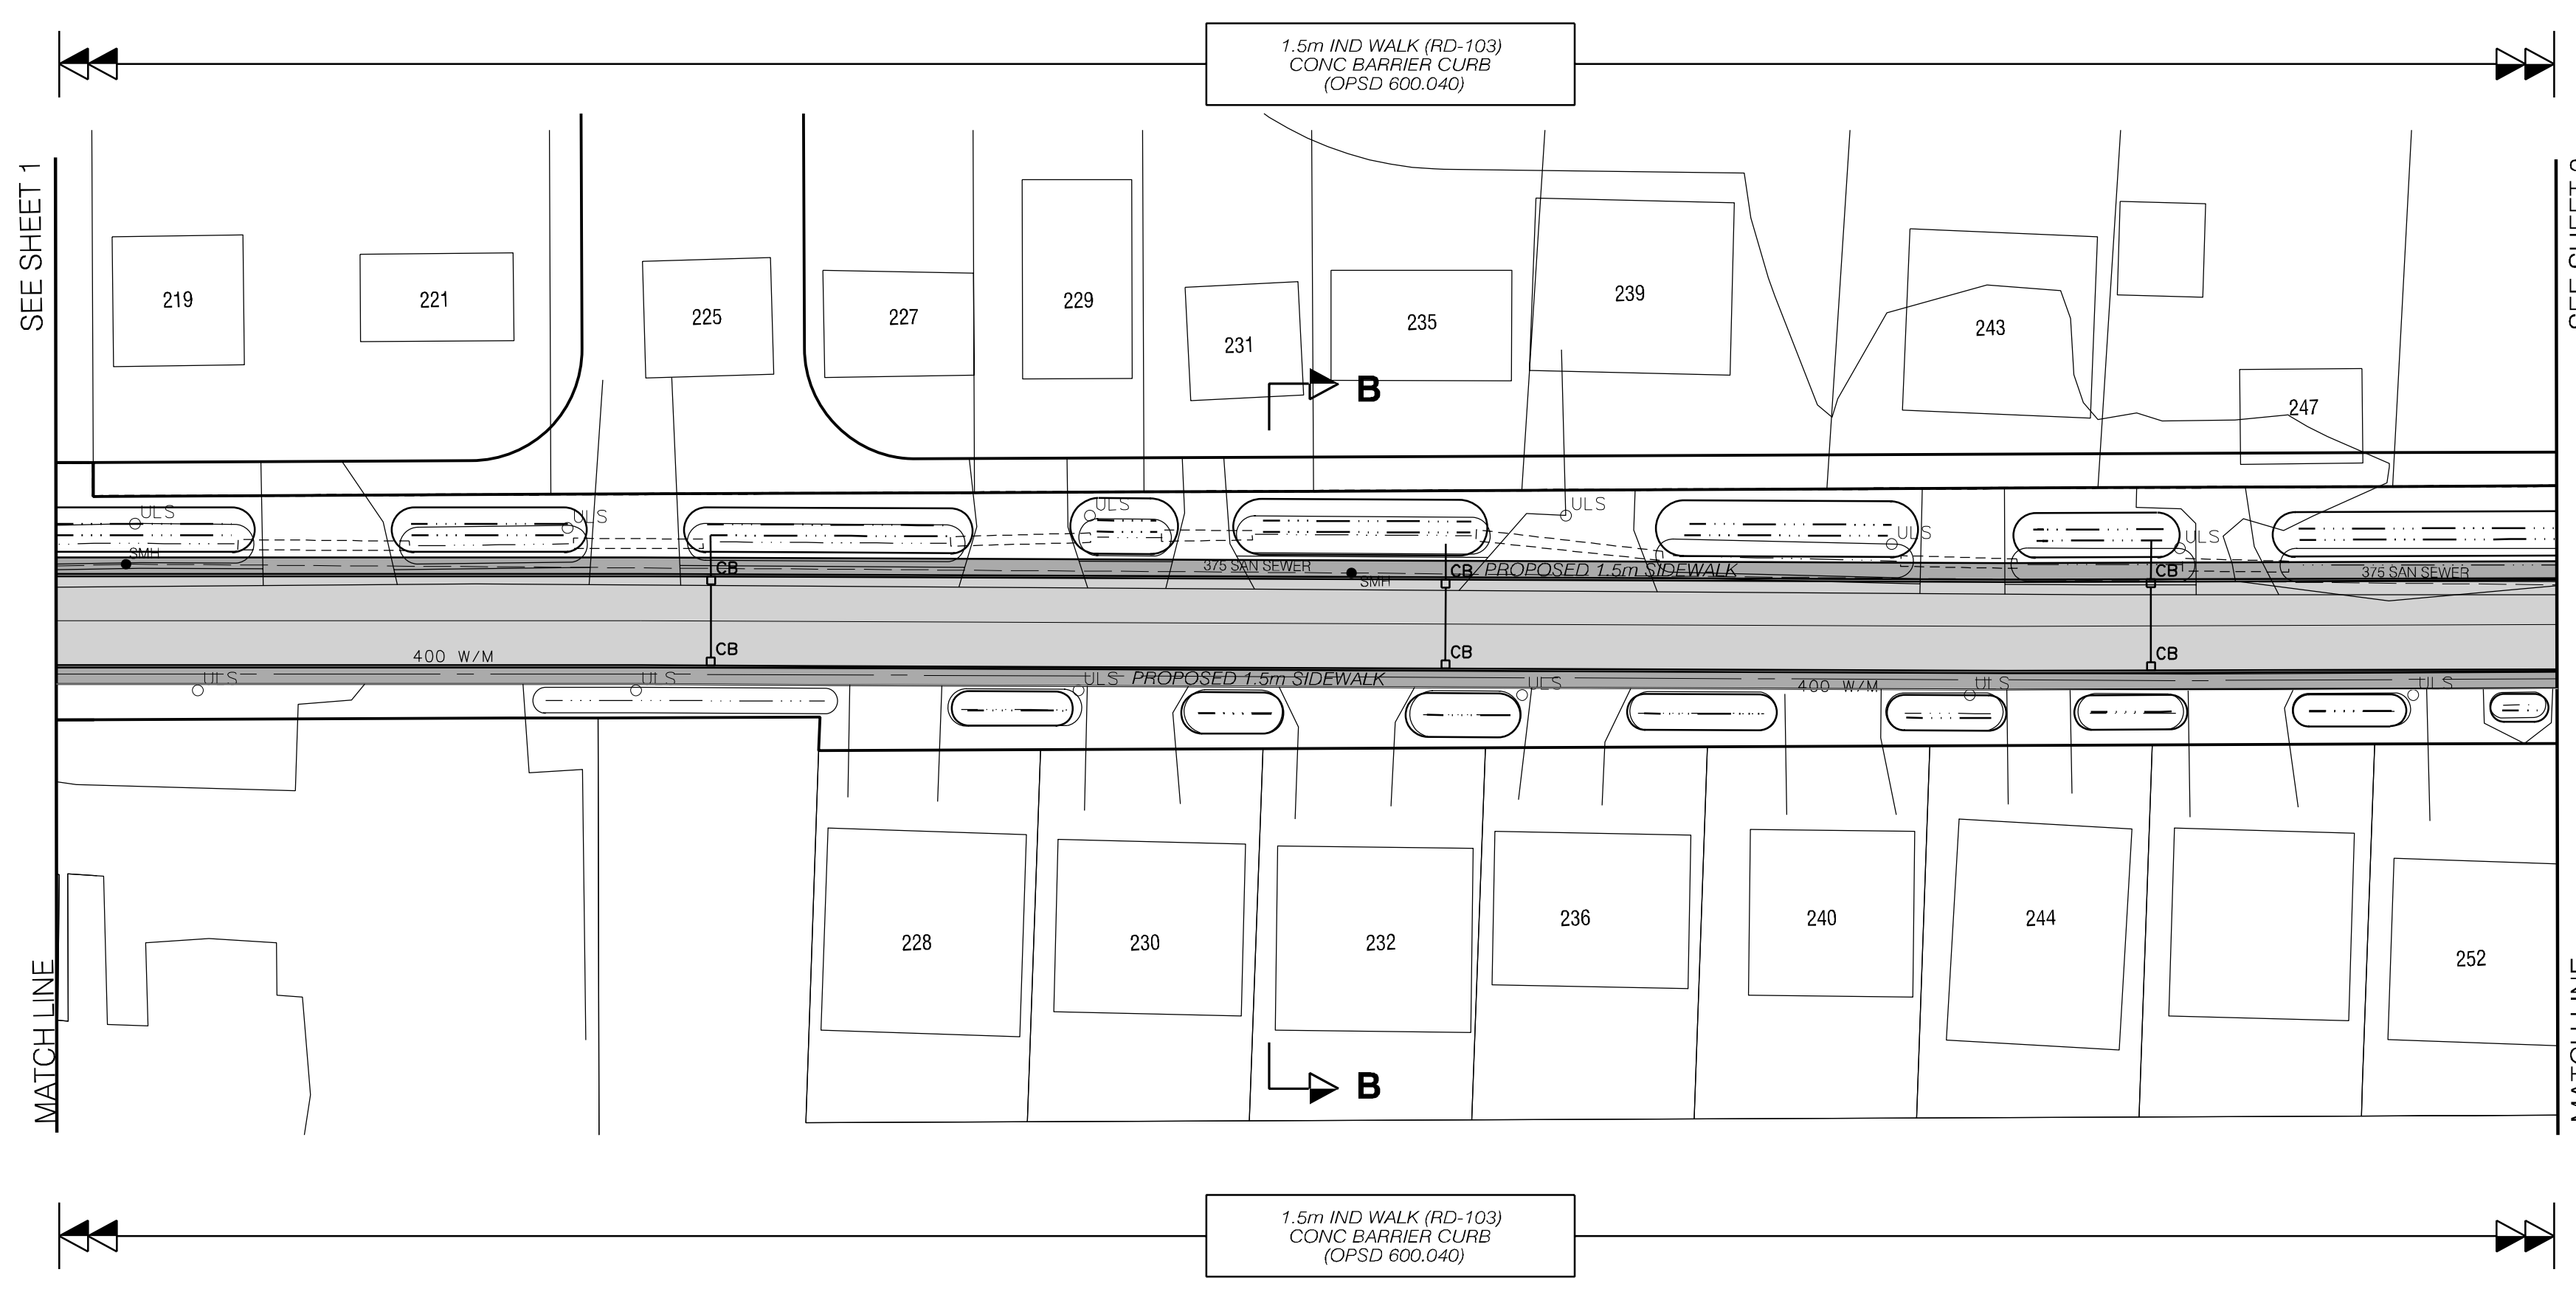 1.5m IND WALK (RD-103)
CONC BARRIER CURB
(OPSD 600.040)
SEE SHEET 1
219
221
225
227
229
231
235
239
243
247
B
ULS
ULS
ULS
ULS
ULS
ULS
SMH
CB
375 SAN SEWER
SMH
CB
PROPOSED 1.5m SIDEWALK
CB
375 SAN SEWER
CB
CB
CB
400 W/M
ULS
ULS
ULS
PROPOSED 1.5m SIDEWALK
ULS
400 W/M
ULS
ULS
228
230
232
236
240
244
252
MATCH LINE
B
1.5m IND WALK (RD-103)
CONC BARRIER CURB
(OPSD 600.040)